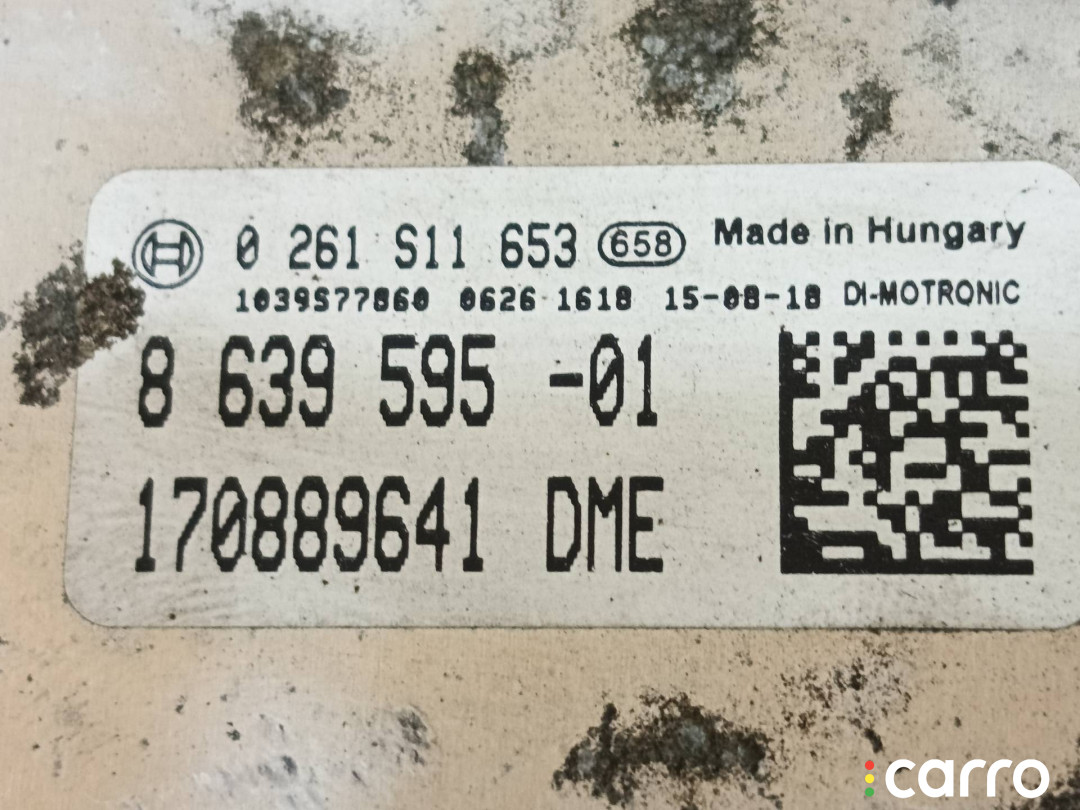 0 261 S11 653 658 Made in Hungary
1039S77860 0626 1618 15-08-18 DI-MOTRONIC
8 639 595 -01
170889641 DME
carro